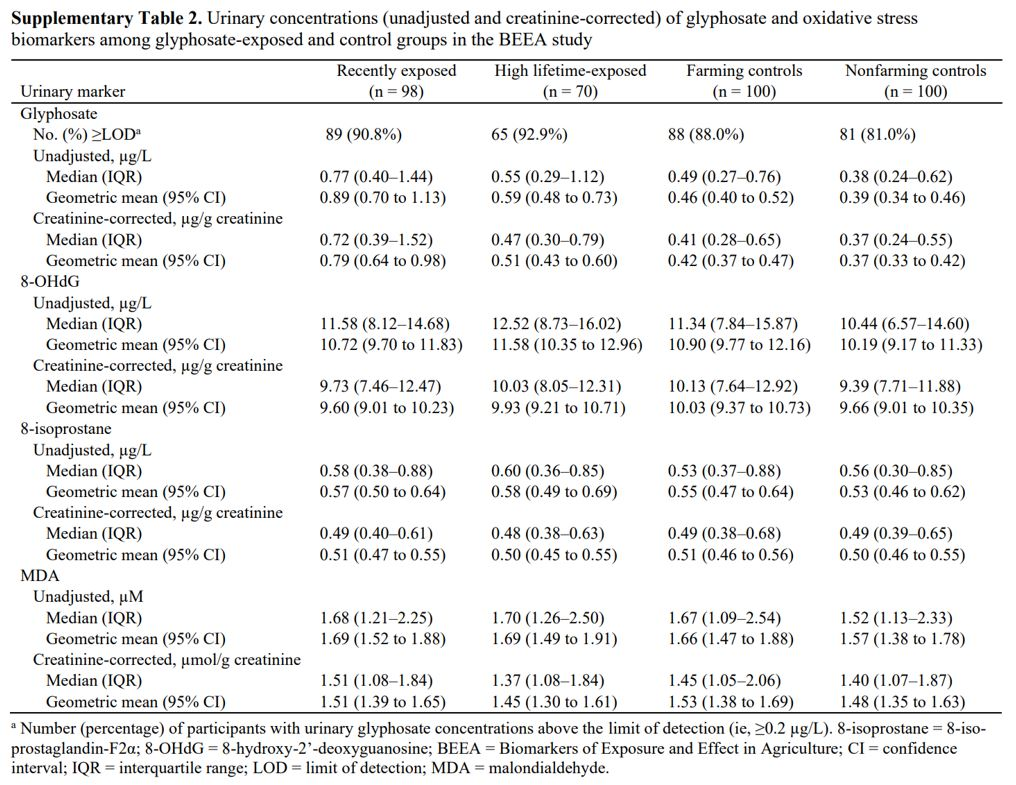 Supplementary Table 2. Urinary concentrations (unadjusted and creatinine-corrected) of glyphosate and oxidative stress
biomarkers among glyphosate-exposed and control groups in the BEEA study
Recently exposed High lifetime-exposed Farming controls Nonfarming controls
Urinary marker (n = 98) (n = 70) (n = 100) (n = 100)
Glyphosate
No. (%) ≥LODᵃ 89 (90.8%) 65 (92.9%) 88 (88.0%) 81 (81.0%)
Unadjusted, µg/L
Median (IQR) 0.77 (0.40–1.44) 0.55 (0.29–1.12) 0.49 (0.27–0.76) 0.38 (0.24–0.62)
Geometric mean (95% CI) 0.89 (0.70 to 1.13) 0.59 (0.48 to 0.73) 0.46 (0.40 to 0.52) 0.39 (0.34 to 0.46)
Creatinine-corrected, µg/g creatinine
Median (IQR) 0.72 (0.39–1.52) 0.47 (0.30–0.79) 0.41 (0.28–0.65) 0.37 (0.24–0.55)
Geometric mean (95% CI) 0.79 (0.64 to 0.98) 0.51 (0.43 to 0.60) 0.42 (0.37 to 0.47) 0.37 (0.33 to 0.42)
8-OHdG
Unadjusted, µg/L
Median (IQR) 11.58 (8.12–14.68) 12.52 (8.73–16.02) 11.34 (7.84–15.87) 10.44 (6.57–14.60)
Geometric mean (95% CI) 10.72 (9.70 to 11.83) 11.58 (10.35 to 12.96) 10.90 (9.77 to 12.16) 10.19 (9.17 to 11.33)
Creatinine-corrected, µg/g creatinine
Median (IQR) 9.73 (7.46–12.47) 10.03 (8.05–12.31) 10.13 (7.64–12.92) 9.39 (7.71–11.88)
Geometric mean (95% CI) 9.60 (9.01 to 10.23) 9.93 (9.21 to 10.71) 10.03 (9.37 to 10.73) 9.66 (9.01 to 10.35)
8-isoprostane
Unadjusted, µg/L
Median (IQR) 0.58 (0.38–0.88) 0.60 (0.36–0.85) 0.53 (0.37–0.88) 0.56 (0.30–0.85)
Geometric mean (95% CI) 0.57 (0.50 to 0.64) 0.58 (0.49 to 0.69) 0.55 (0.47 to 0.64) 0.53 (0.46 to 0.62)
Creatinine-corrected, µg/g creatinine
Median (IQR) 0.49 (0.40–0.61) 0.48 (0.38–0.63) 0.49 (0.38–0.68) 0.49 (0.39–0.65)
Geometric mean (95% CI) 0.51 (0.47 to 0.55) 0.50 (0.45 to 0.55) 0.51 (0.46 to 0.56) 0.50 (0.46 to 0.55)
MDA
Unadjusted, µM
Median (IQR) 1.68 (1.21–2.25) 1.70 (1.26–2.50) 1.67 (1.09–2.54) 1.52 (1.13–2.33)
Geometric mean (95% CI) 1.69 (1.52 to 1.88) 1.69 (1.49 to 1.91) 1.66 (1.47 to 1.88) 1.57 (1.38 to 1.78)
Creatinine-corrected, µmol/g creatinine
Median (IQR) 1.51 (1.08–1.84) 1.37 (1.08–1.84) 1.45 (1.05–2.06) 1.40 (1.07–1.87)
Geometric mean (95% CI) 1.51 (1.39 to 1.65) 1.45 (1.30 to 1.61) 1.53 (1.38 to 1.69) 1.48 (1.35 to 1.63)
ᵃ Number (percentage) of participants with urinary glyphosate concentrations above the limit of detection (ie, ≥0.2 µg/L). 8-isoprostane = 8-iso-
prostaglandin-F2α; 8-OHdG = 8-hydroxy-2’-deoxyguanosine; BEEA = Biomarkers of Exposure and Effect in Agriculture; CI = confidence
interval; IQR = interquartile range; LOD = limit of detection; MDA = malondialdehyde.